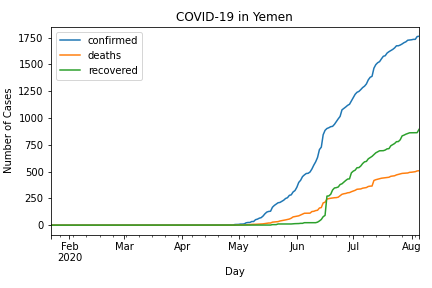 COVID-19 in Yemen
confirmed
deaths
recovered
Number of Cases
1750
1500
1250
1000
750
500
250
0
Feb Mar Apr May Jun Jul Aug
2020
Day